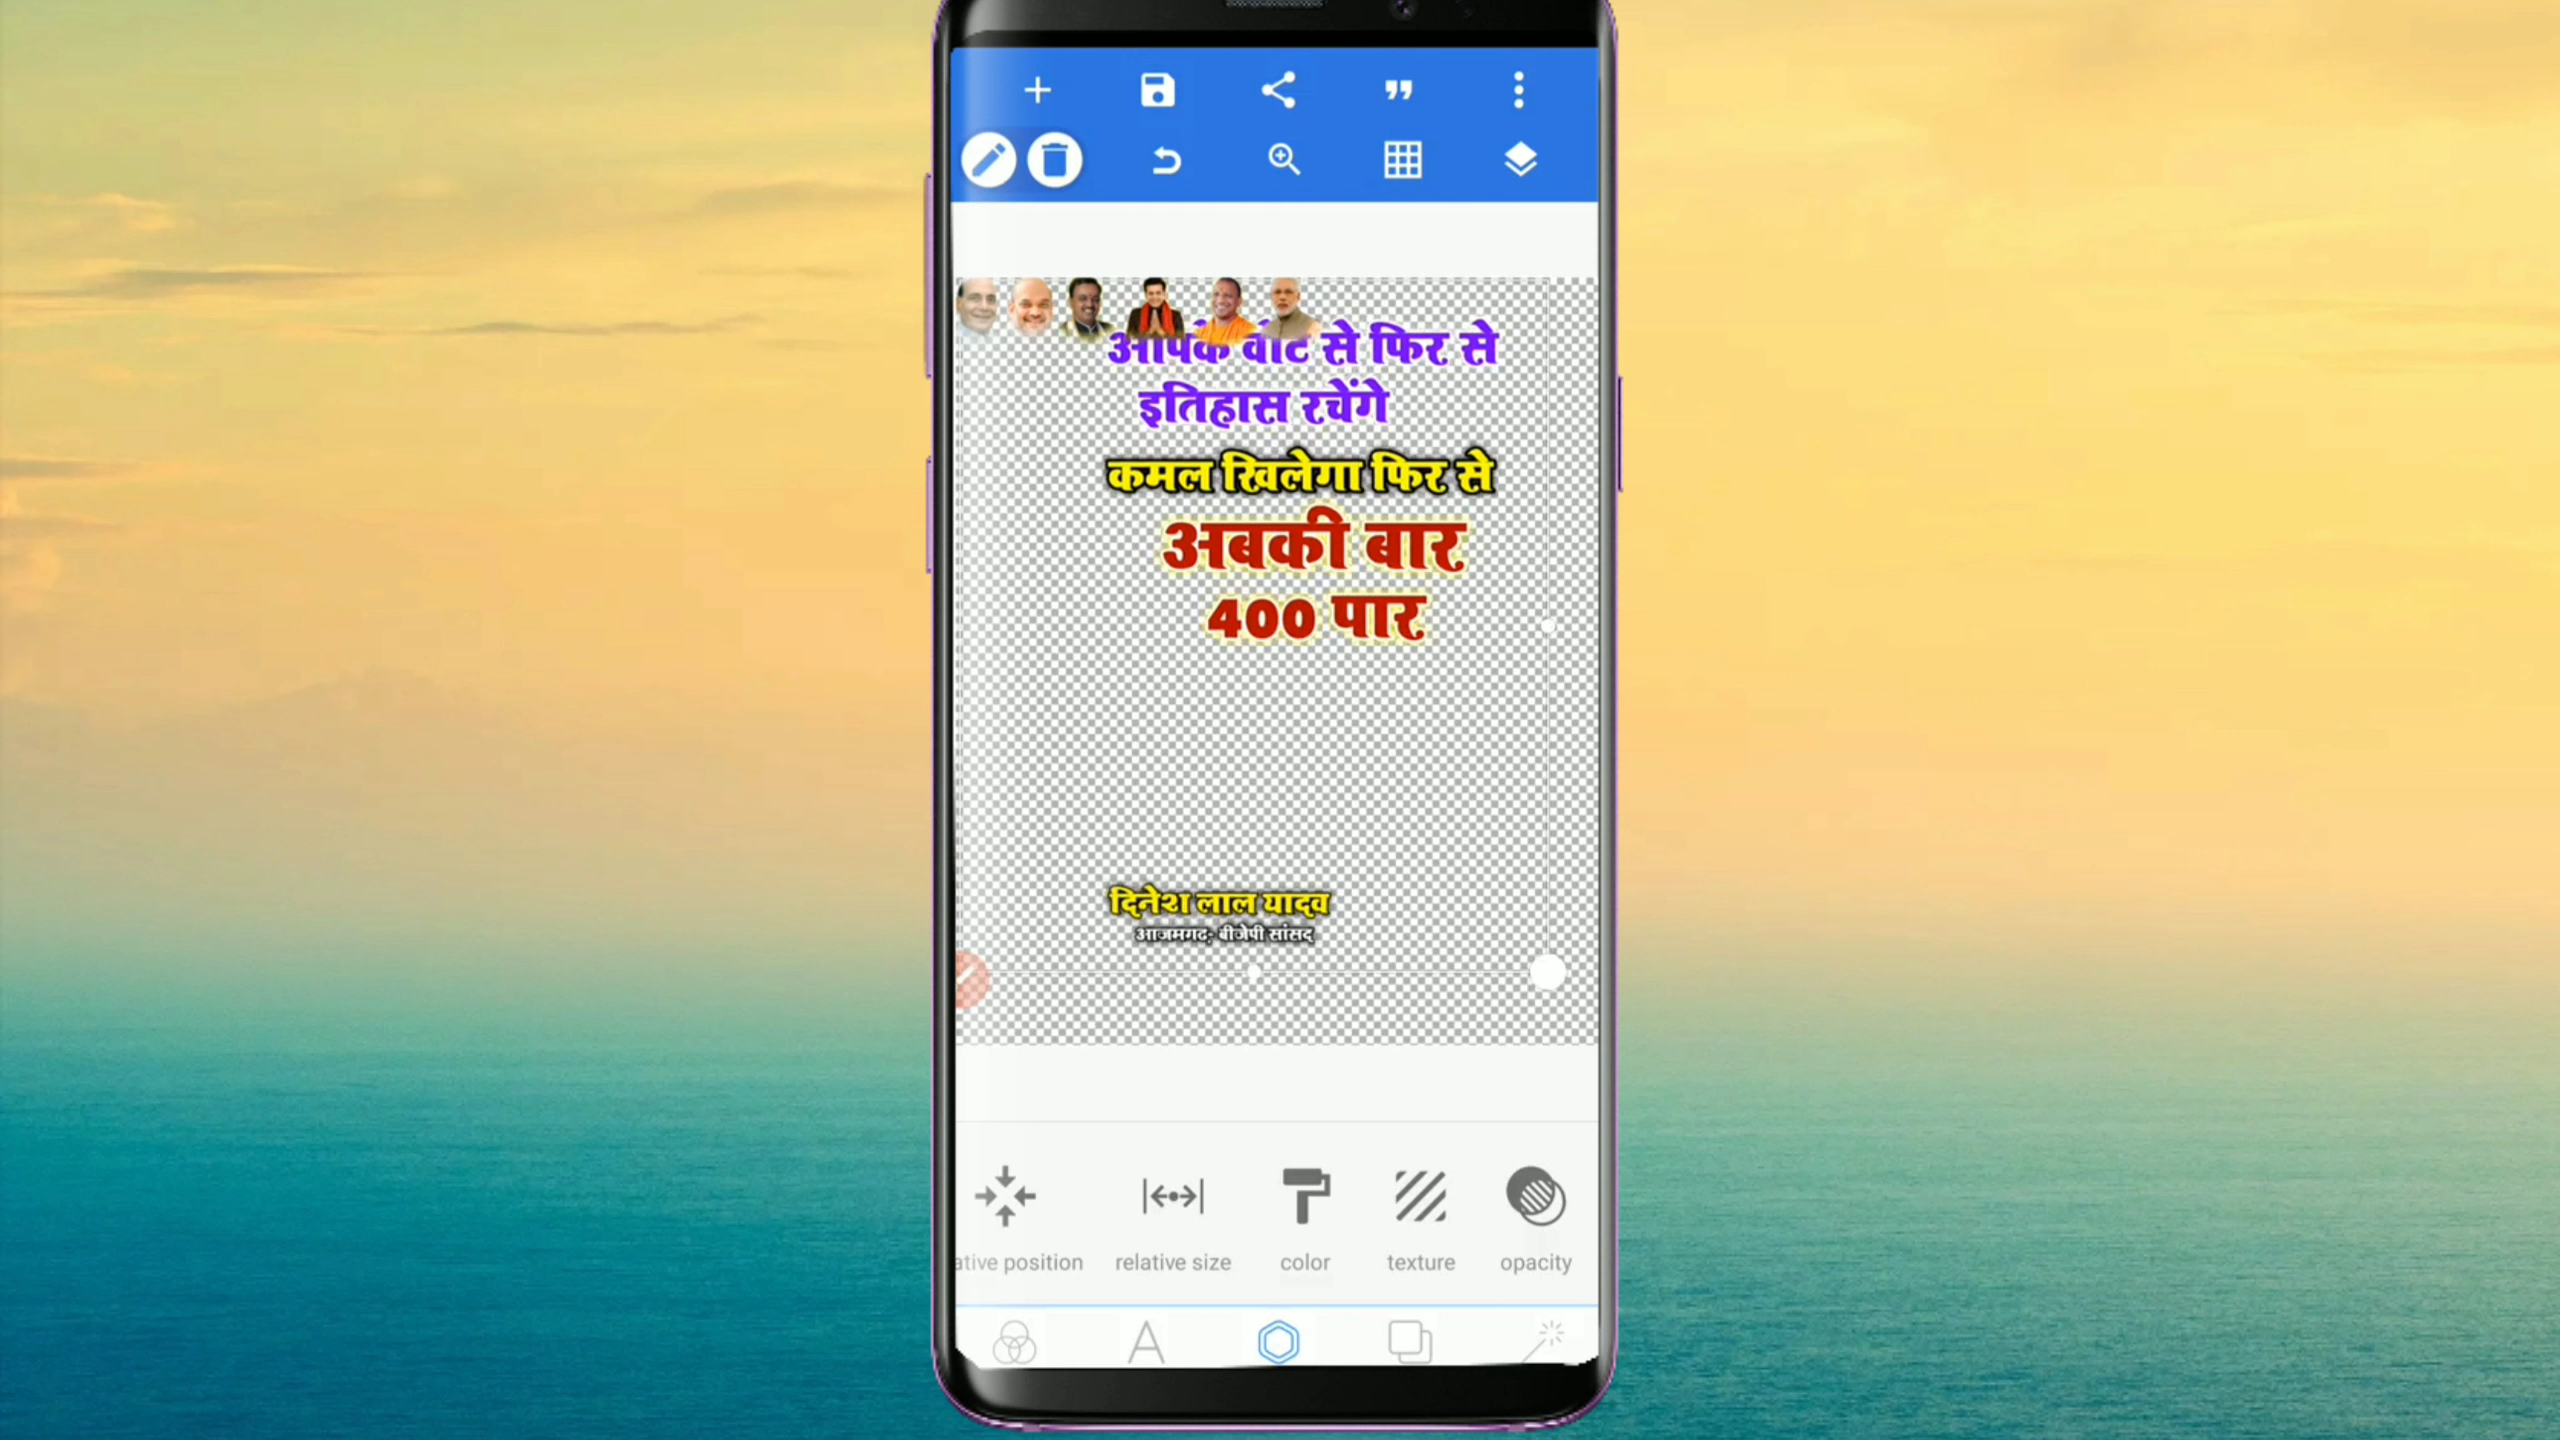 आपके वोट से फिर से
इतिहास रचेंगे
कमल खिलेगा फिर से
अबकी बार
400 पार
दिनेश लाल यादव
आजमगढ़- बीजेपी सांसद
ative position
relative size
color
texture
opacity